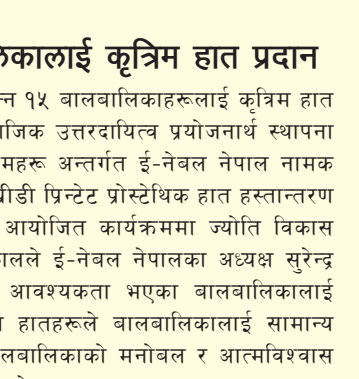 लिकालाई कृत्रिम हात प्रदान
न्न १५ बालबालिकाहरूलाई कृत्रिम हात
ाजिक उत्तरदायित्व प्रयोजनार्थ स्थापना
महरू अन्तर्गत ई-नेबल नेपाल नामक
थ्रीडी प्रिन्टेट प्रोस्टेथिक हात हस्तान्तरण
आयोजित कार्यक्रममा ज्योति विकास
ालले ई-नेबल नेपालका अध्यक्ष सुरेन्द्र
आवश्यकता भएका बालबालिकालाई
हातहरूले बालबालिकालाई सामान्य
लबालिकाको मनोबल र आत्मविश्वास